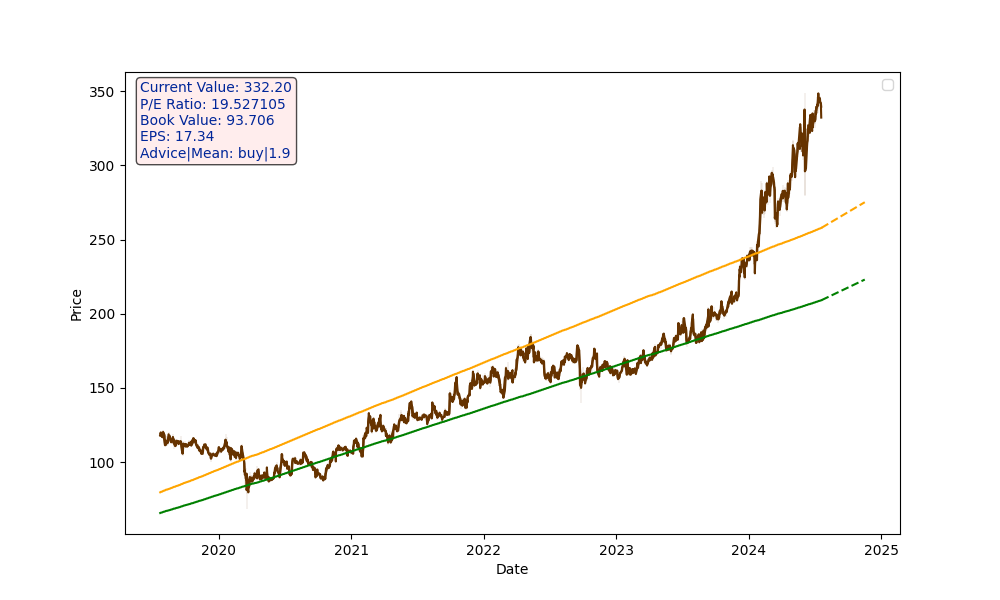 Current Value: 332.20
P/E Ratio: 19.527105
Book Value: 93.706
EPS: 17.34
Advice|Mean: buy|1.9
350
300
250
200
150
100
Price
2020 2021 2022 2023 2024 2025
Date